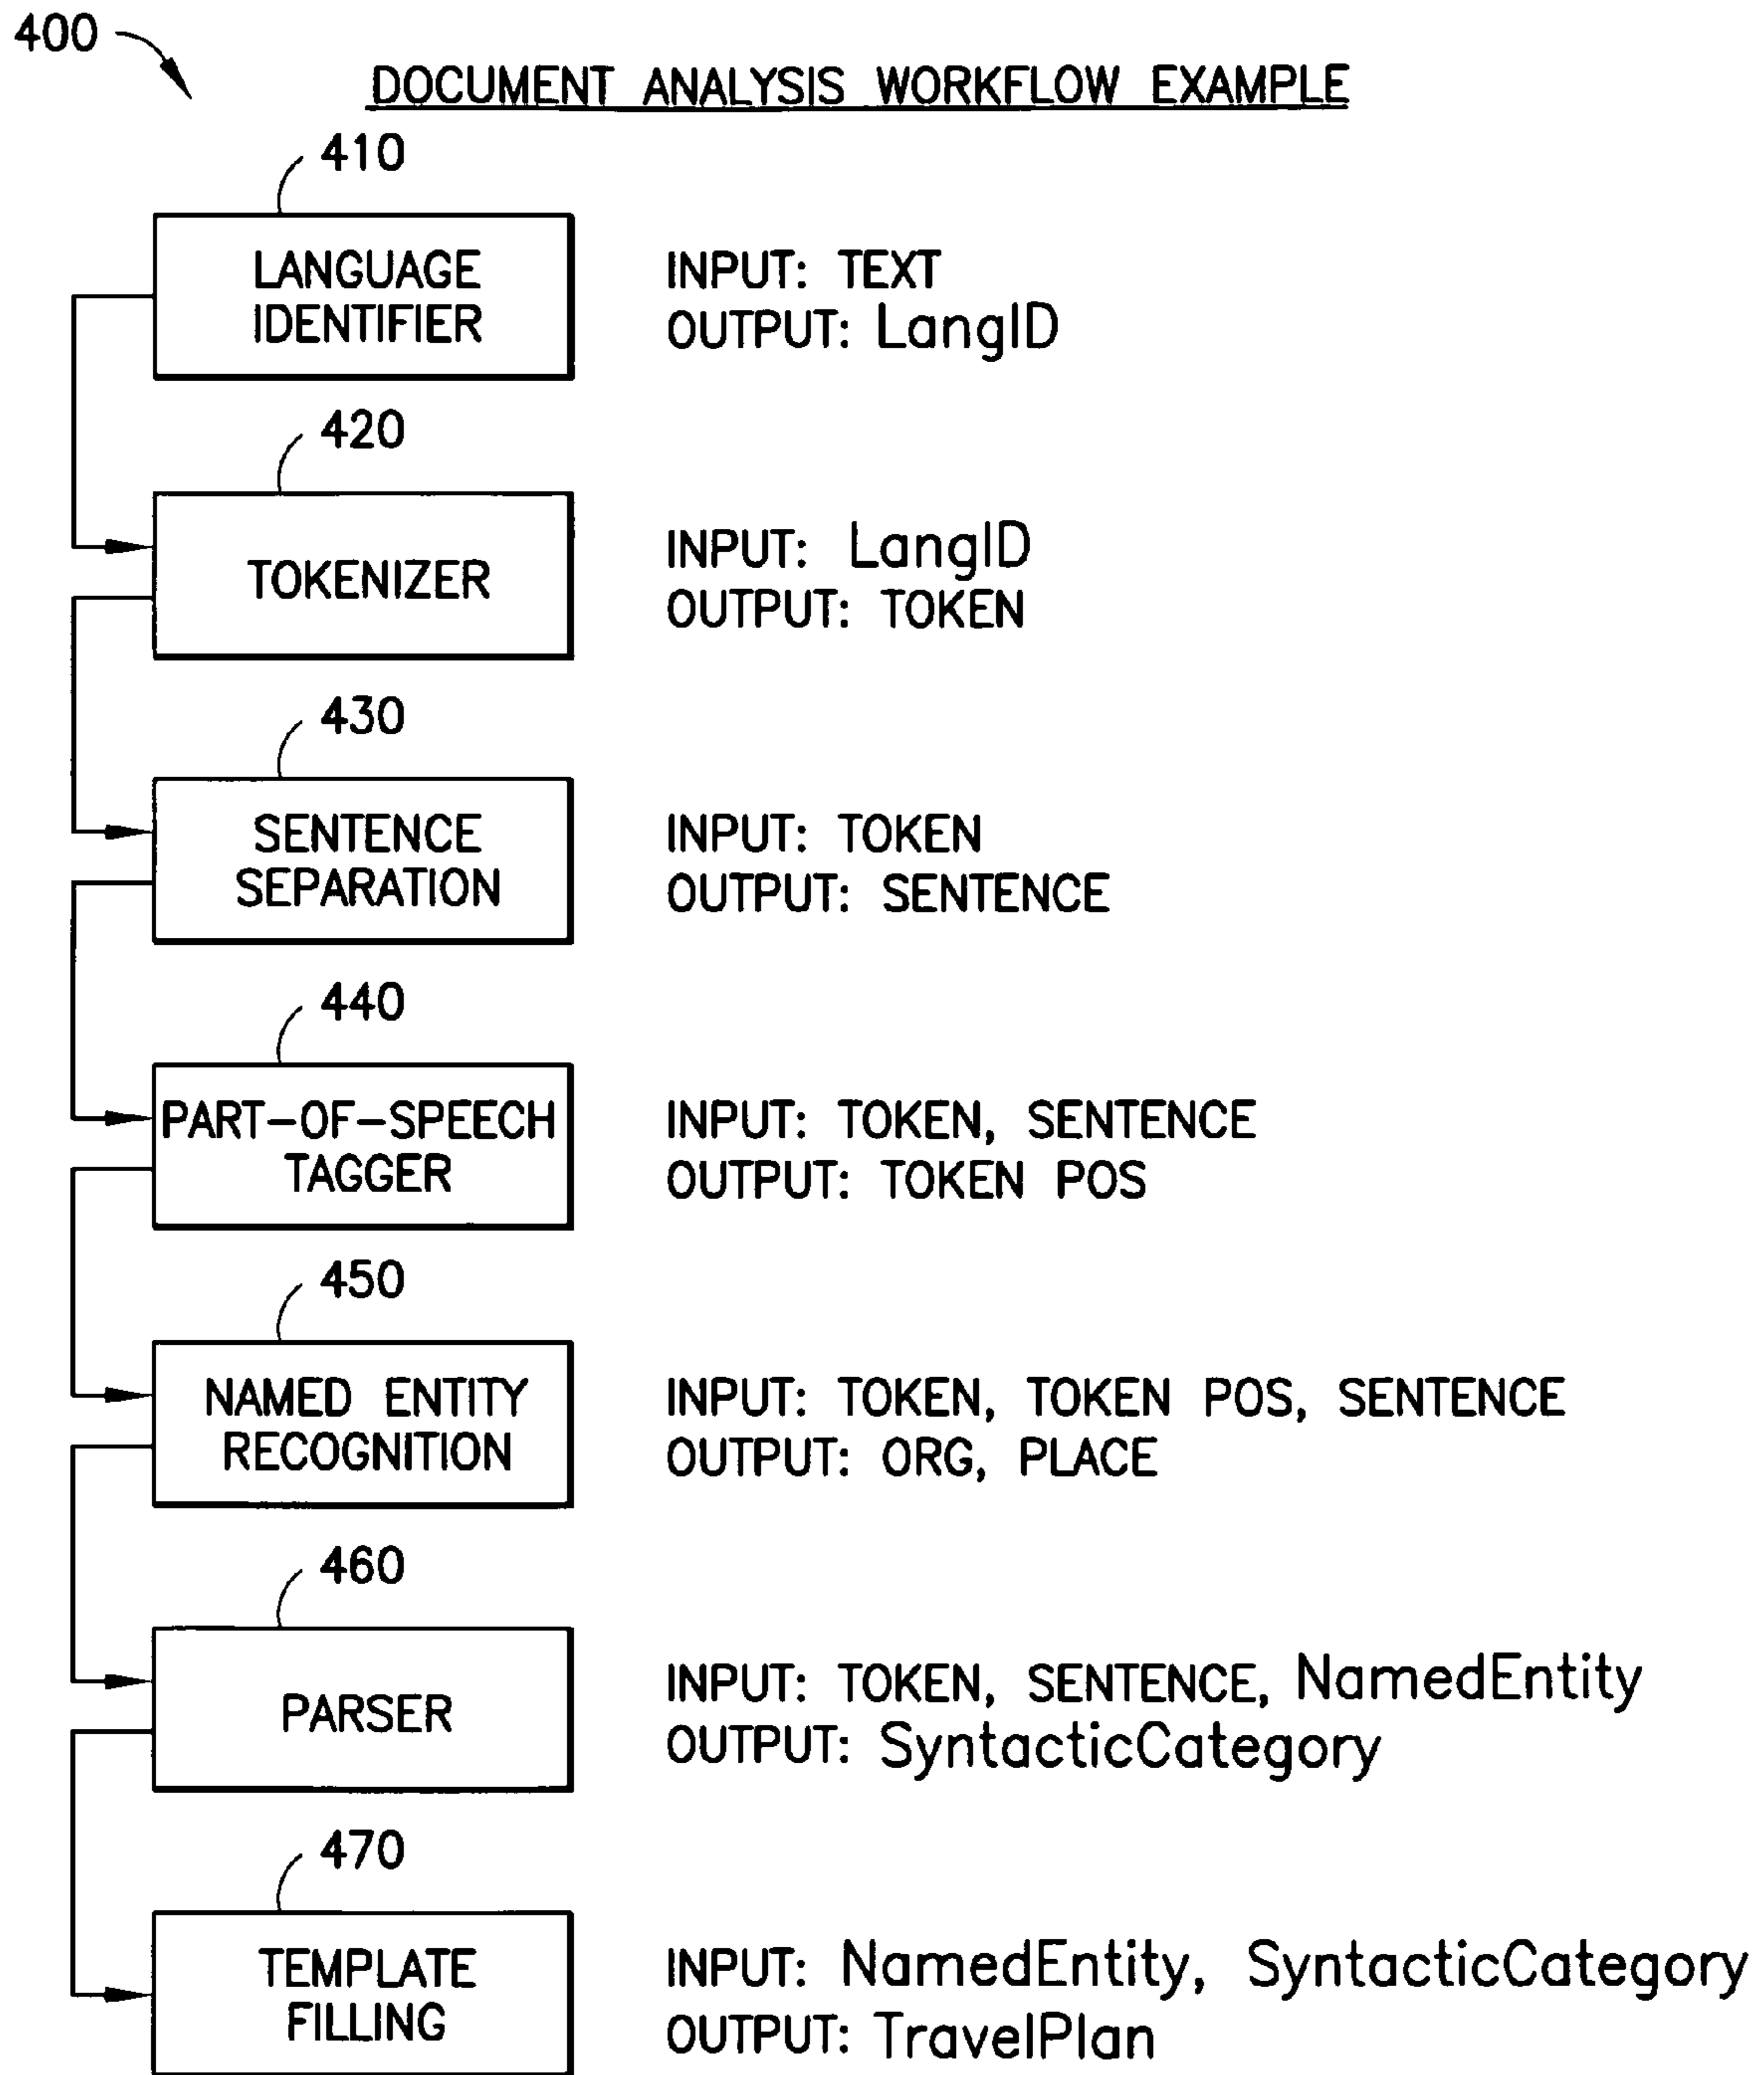 400
DOCUMENT ANALYSIS WORKFLOW EXAMPLE
410
LANGUAGE
IDENTIFIER
INPUT: TEXT
OUTPUT: LangID
420
TOKENIZER
INPUT: LangID
OUTPUT: TOKEN
430
SENTENCE
SEPARATION
INPUT: TOKEN
OUTPUT: SENTENCE
440
PART-OF-SPEECH
TAGGER
INPUT: TOKEN, SENTENCE
OUTPUT: TOKEN POS
450
NAMED ENTITY
RECOGNITION
INPUT: TOKEN, TOKEN POS, SENTENCE
OUTPUT: ORG, PLACE
460
PARSER
INPUT: TOKEN, SENTENCE, NamedEntity
OUTPUT: SyntacticCategory
470
TEMPLATE
FILLING
INPUT: NamedEntity, SyntacticCategory
OUTPUT: TravelPlan